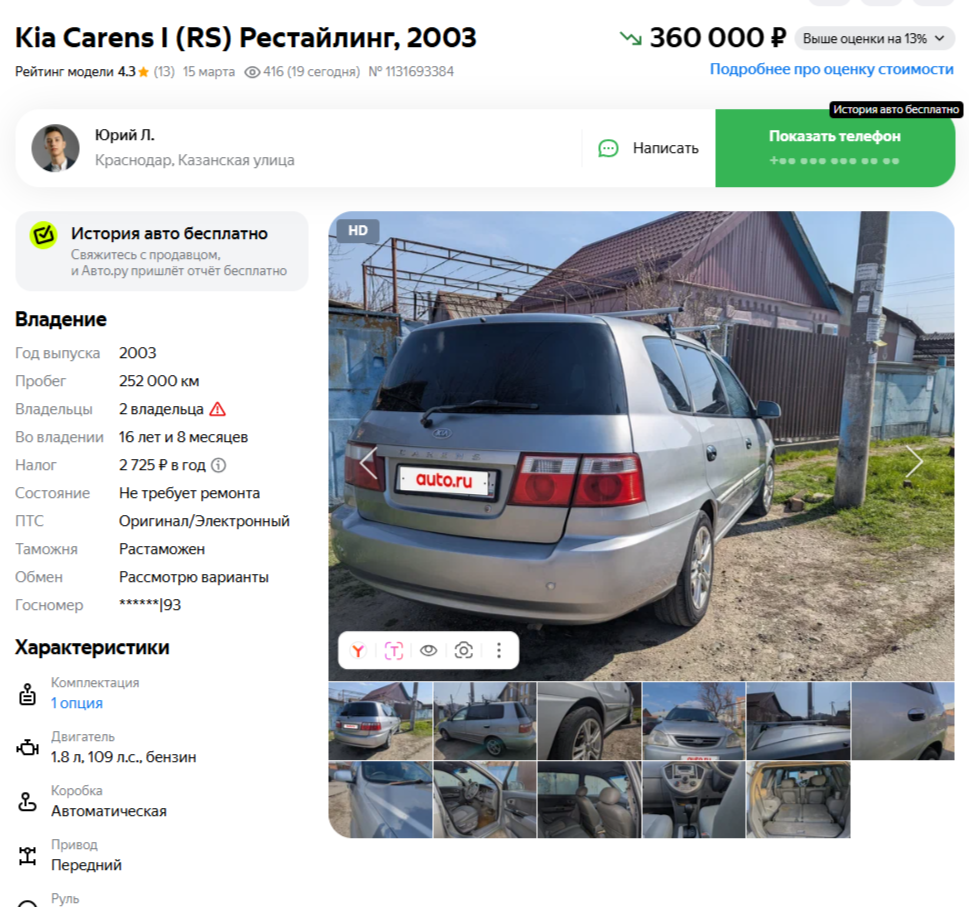 Kia Carens I (RS) Рестайлинг, 2003
360 000 ₽ Выше оценки на 13%
Рейтинг модели 4.3 (13) 15 марта 416 (19 сегодня) № 1131693384
Подробнее про оценку стоимости
История авто бесплатно
Юрий Л.
Краснодар, Казанская улица
Написать
Показать телефон
+•• ••• ••• •• ••
История авто бесплатно
Свяжитесь с продавцом,
и Авто.ру пришлёт отчёт бесплатно
Владение
Год выпуска 2003
Пробег 252 000 км
Владельцы 2 владельца
Во владении 16 лет и 8 месяцев
Налог 2 725 ₽ в год
Состояние Не требует ремонта
ПТС Оригинал/Электронный
Таможня Растаможен
Обмен Рассмотрю варианты
Госномер ******|93
Характеристики
Комплектация
1 опция
Двигатель
1.8 л, 109 л.с., бензин
Коробка
Автоматическая
Привод
Передний
Руль
HD
KIA
CARENS
auto.ru
Y
T
auto.ru